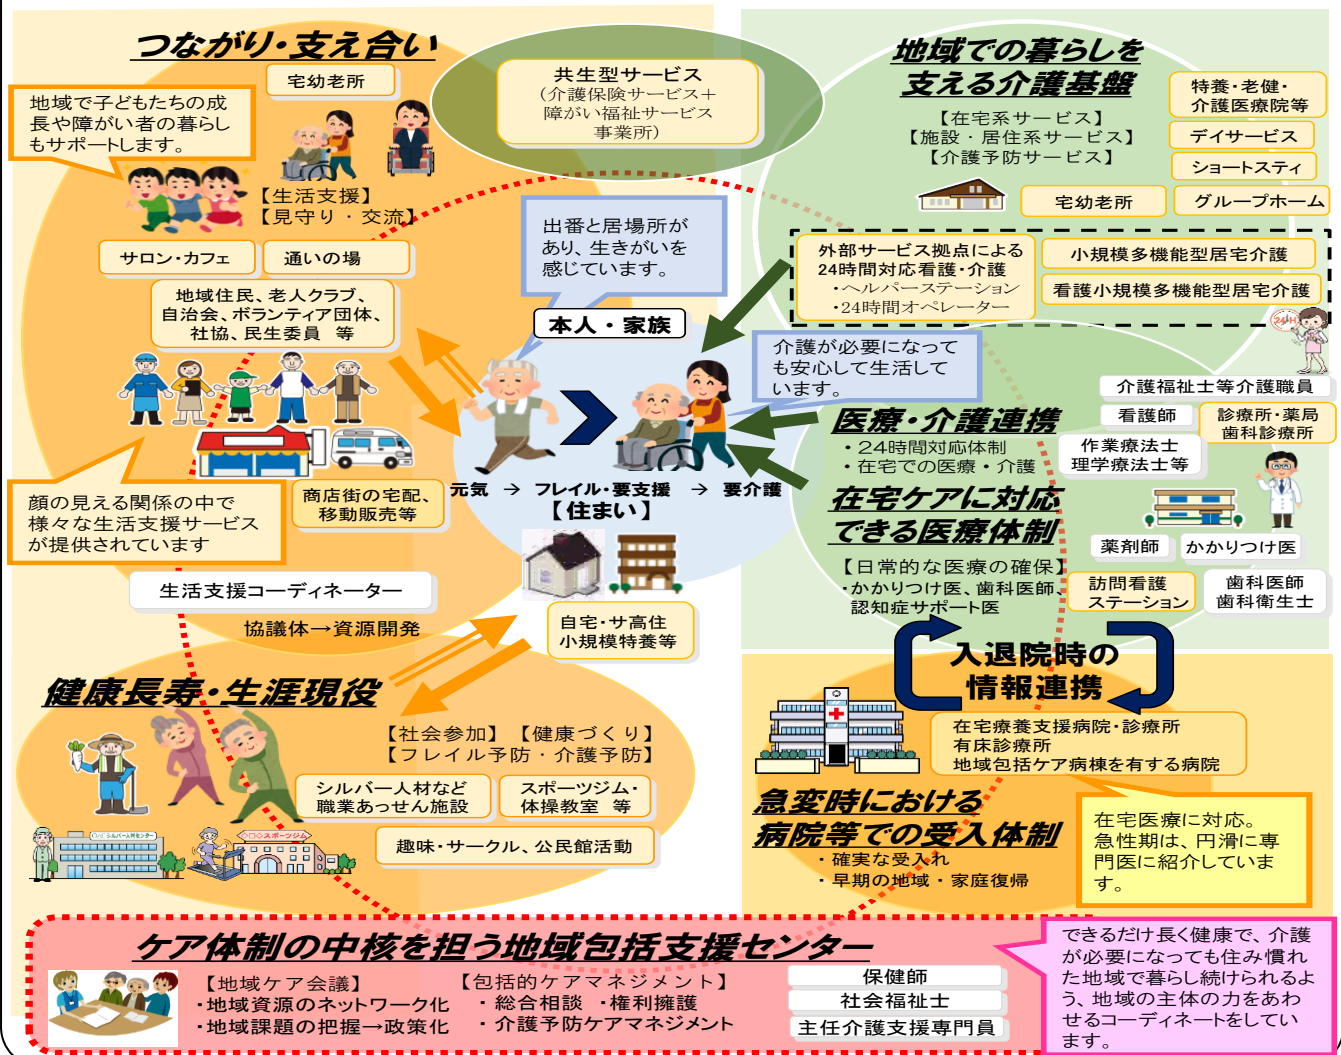 つながり・支え合い
宅幼老所
地域で子どもたちの成
長や障がい者の暮らし
もサポートします。
【生活支援】
【見守り・交流】
サロン・カフェ
通いの場
地域住民、老人クラブ、
自治会、ボランティア団体、
社協、民生委員 等
商店街の宅配、
移動販売等
顔の見える関係の中で
様々な生活支援サービス
が提供されています
生活支援コーディネーター
協議体→資源開発
共生型サービス
(介護保険サービス＋
障がい福祉サービス
事業所)
出番と居場所が
あり、生きがいを
感じています。
本人・家族
介護が必要になって
も安心して生活して
います。
元気 → フレイル・要支援 → 要介護
【住まい】
自宅・サ高住
小規模特養等
地域での暮らしを
支える介護基盤
【在宅系サービス】
【施設・居住系サービス】
【介護予防サービス】
特養・老健・
介護医療院等
デイサービス
ショートスティ
宅幼老所
グループホーム
外部サービス拠点による
24時間対応看護・介護
・ヘルパーステーション
・24時間オペレーター
小規模多機能型居宅介護
看護小規模多機能型居宅介護
24H
医療・介護連携
・24時間対応体制
・在宅での医療・介護
介護福祉士等介護職員
看護師
診療所・薬局
歯科診療所
作業療法士
理学療法士等
在宅ケアに対応
できる医療体制
【日常的な医療の確保】
・かかりつけ医、歯科医師、
認知症サポート医
薬剤師
かかりつけ医
訪問看護
ステーション
歯科医師
歯科衛生士
入退院時の
情報連携
在宅療養支援病院・診療所
有床診療所
地域包括ケア病棟を有する病院
急変時における
病院等での受入体制
・確実な受入れ
・早期の地域・家庭復帰
在宅医療に対応。
急性期は、円滑に専
門医に紹介していま
す。
健康長寿・生涯現役
【社会参加】【健康づくり】
【フレイル予防・介護予防】
シルバー人材など
職業あっせん施設
スポーツジム・
体操教室 等
趣味・サークル、公民館活動
○○シルバー人材センター
○□◇スポーツジム
ケア体制の中核を担う地域包括支援センター
【地域ケア会議】
・地域資源のネットワーク化
・地域課題の把握→政策化
【包括的ケアマネジメント】
・総合相談 ・権利擁護
・介護予防ケアマネジメント
保健師
社会福祉士
主任介護支援専門員
できるだけ長く健康で、介護
が必要になっても住み慣れ
た地域で暮らし続けられるよ
う、地域の主体の力をあわ
せるコーディネートをしてい
ます。